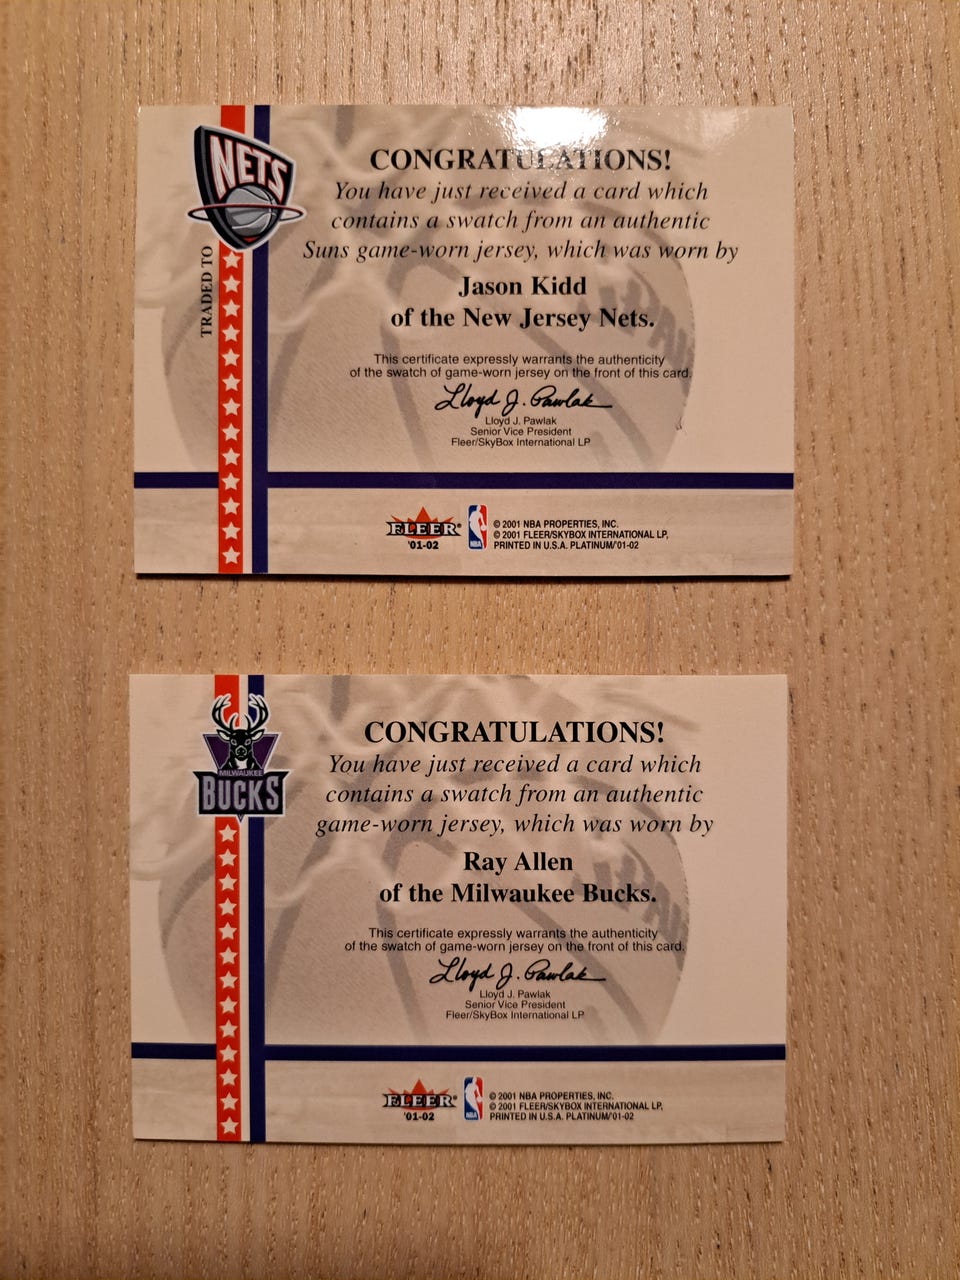 NETS
TRADED TO
CONGRATULATIONS!
You have just received a card which
contains a swatch from an authentic
Suns game-worn jersey, which was worn by
Jason Kidd
of the New Jersey Nets.
This certificate expressly warrants the authenticity
of the swatch of game-worn jersey on the front of this card.
Lloyd J. Pawlak
Lloyd J. Pawlak
Senior Vice President
Fleer/SkyBox International LP
FLEER®
'01-02
NBA
© 2001 NBA PROPERTIES, INC.
© 2001 FLEER/SKYBOX INTERNATIONAL LP,
PRINTED IN U.S.A. PLATINUM/'01-02
MILWAUKEE
BUCKS
CONGRATULATIONS!
You have just received a card which
contains a swatch from an authentic
game-worn jersey, which was worn by
Ray Allen
of the Milwaukee Bucks.
This certificate expressly warrants the authenticity
of the swatch of game-worn jersey on the front of this card.
Lloyd J. Pawlak
Lloyd J. Pawlak
Senior Vice President
Fleer/SkyBox International LP
FLEER®
'01-02
NBA
© 2001 NBA PROPERTIES, INC.
© 2001 FLEER/SKYBOX INTERNATIONAL LP,
PRINTED IN U.S.A. PLATINUM/'01-02